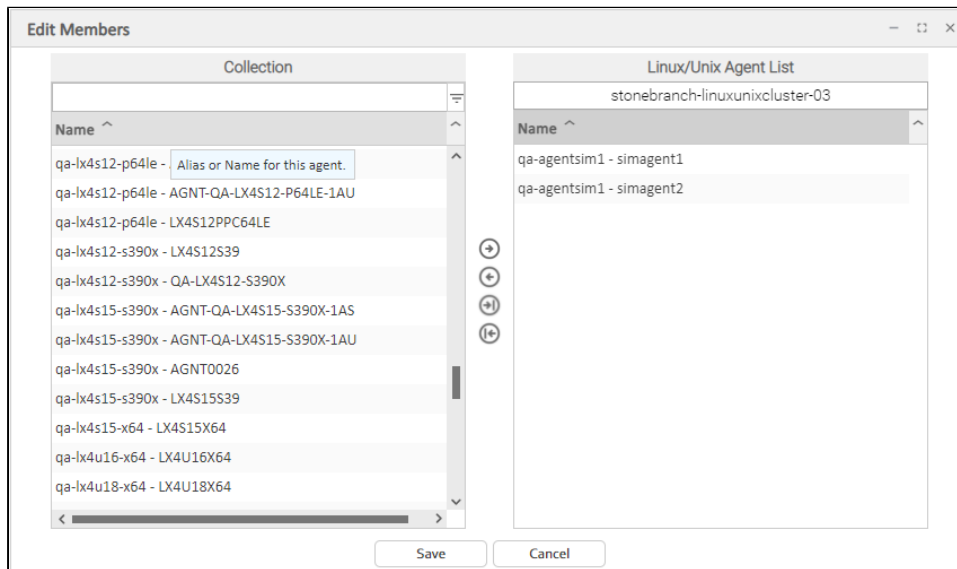 Edit Members
Collection
Linux/Unix Agent List
stonebranch-linuxunixcluster-03
Name
Name
qa-lx4s12-p64le -
Alias or Name for this agent.
qa-lx4s12-p64le - AGNT-QA-LX4S12-P64LE-1AU
qa-lx4s12-p64le - LX4S12PPC64LE
qa-lx4s12-s390x - LX4S12S39
qa-lx4s12-s390x - QA-LX4S12-S390X
qa-lx4s15-s390x - AGNT-QA-LX4S15-S390X-1AS
qa-lx4s15-s390x - AGNT-QA-LX4S15-S390X-1AU
qa-lx4s15-s390x - AGNT0026
qa-lx4s15-s390x - LX4S15S39
qa-lx4s15-x64 - LX4S15X64
qa-lx4u16-x64 - LX4U16X64
qa-lx4u18-x64 - LX4U18X64
qa-agentsim1 - simagent1
qa-agentsim1 - simagent2
Save
Cancel